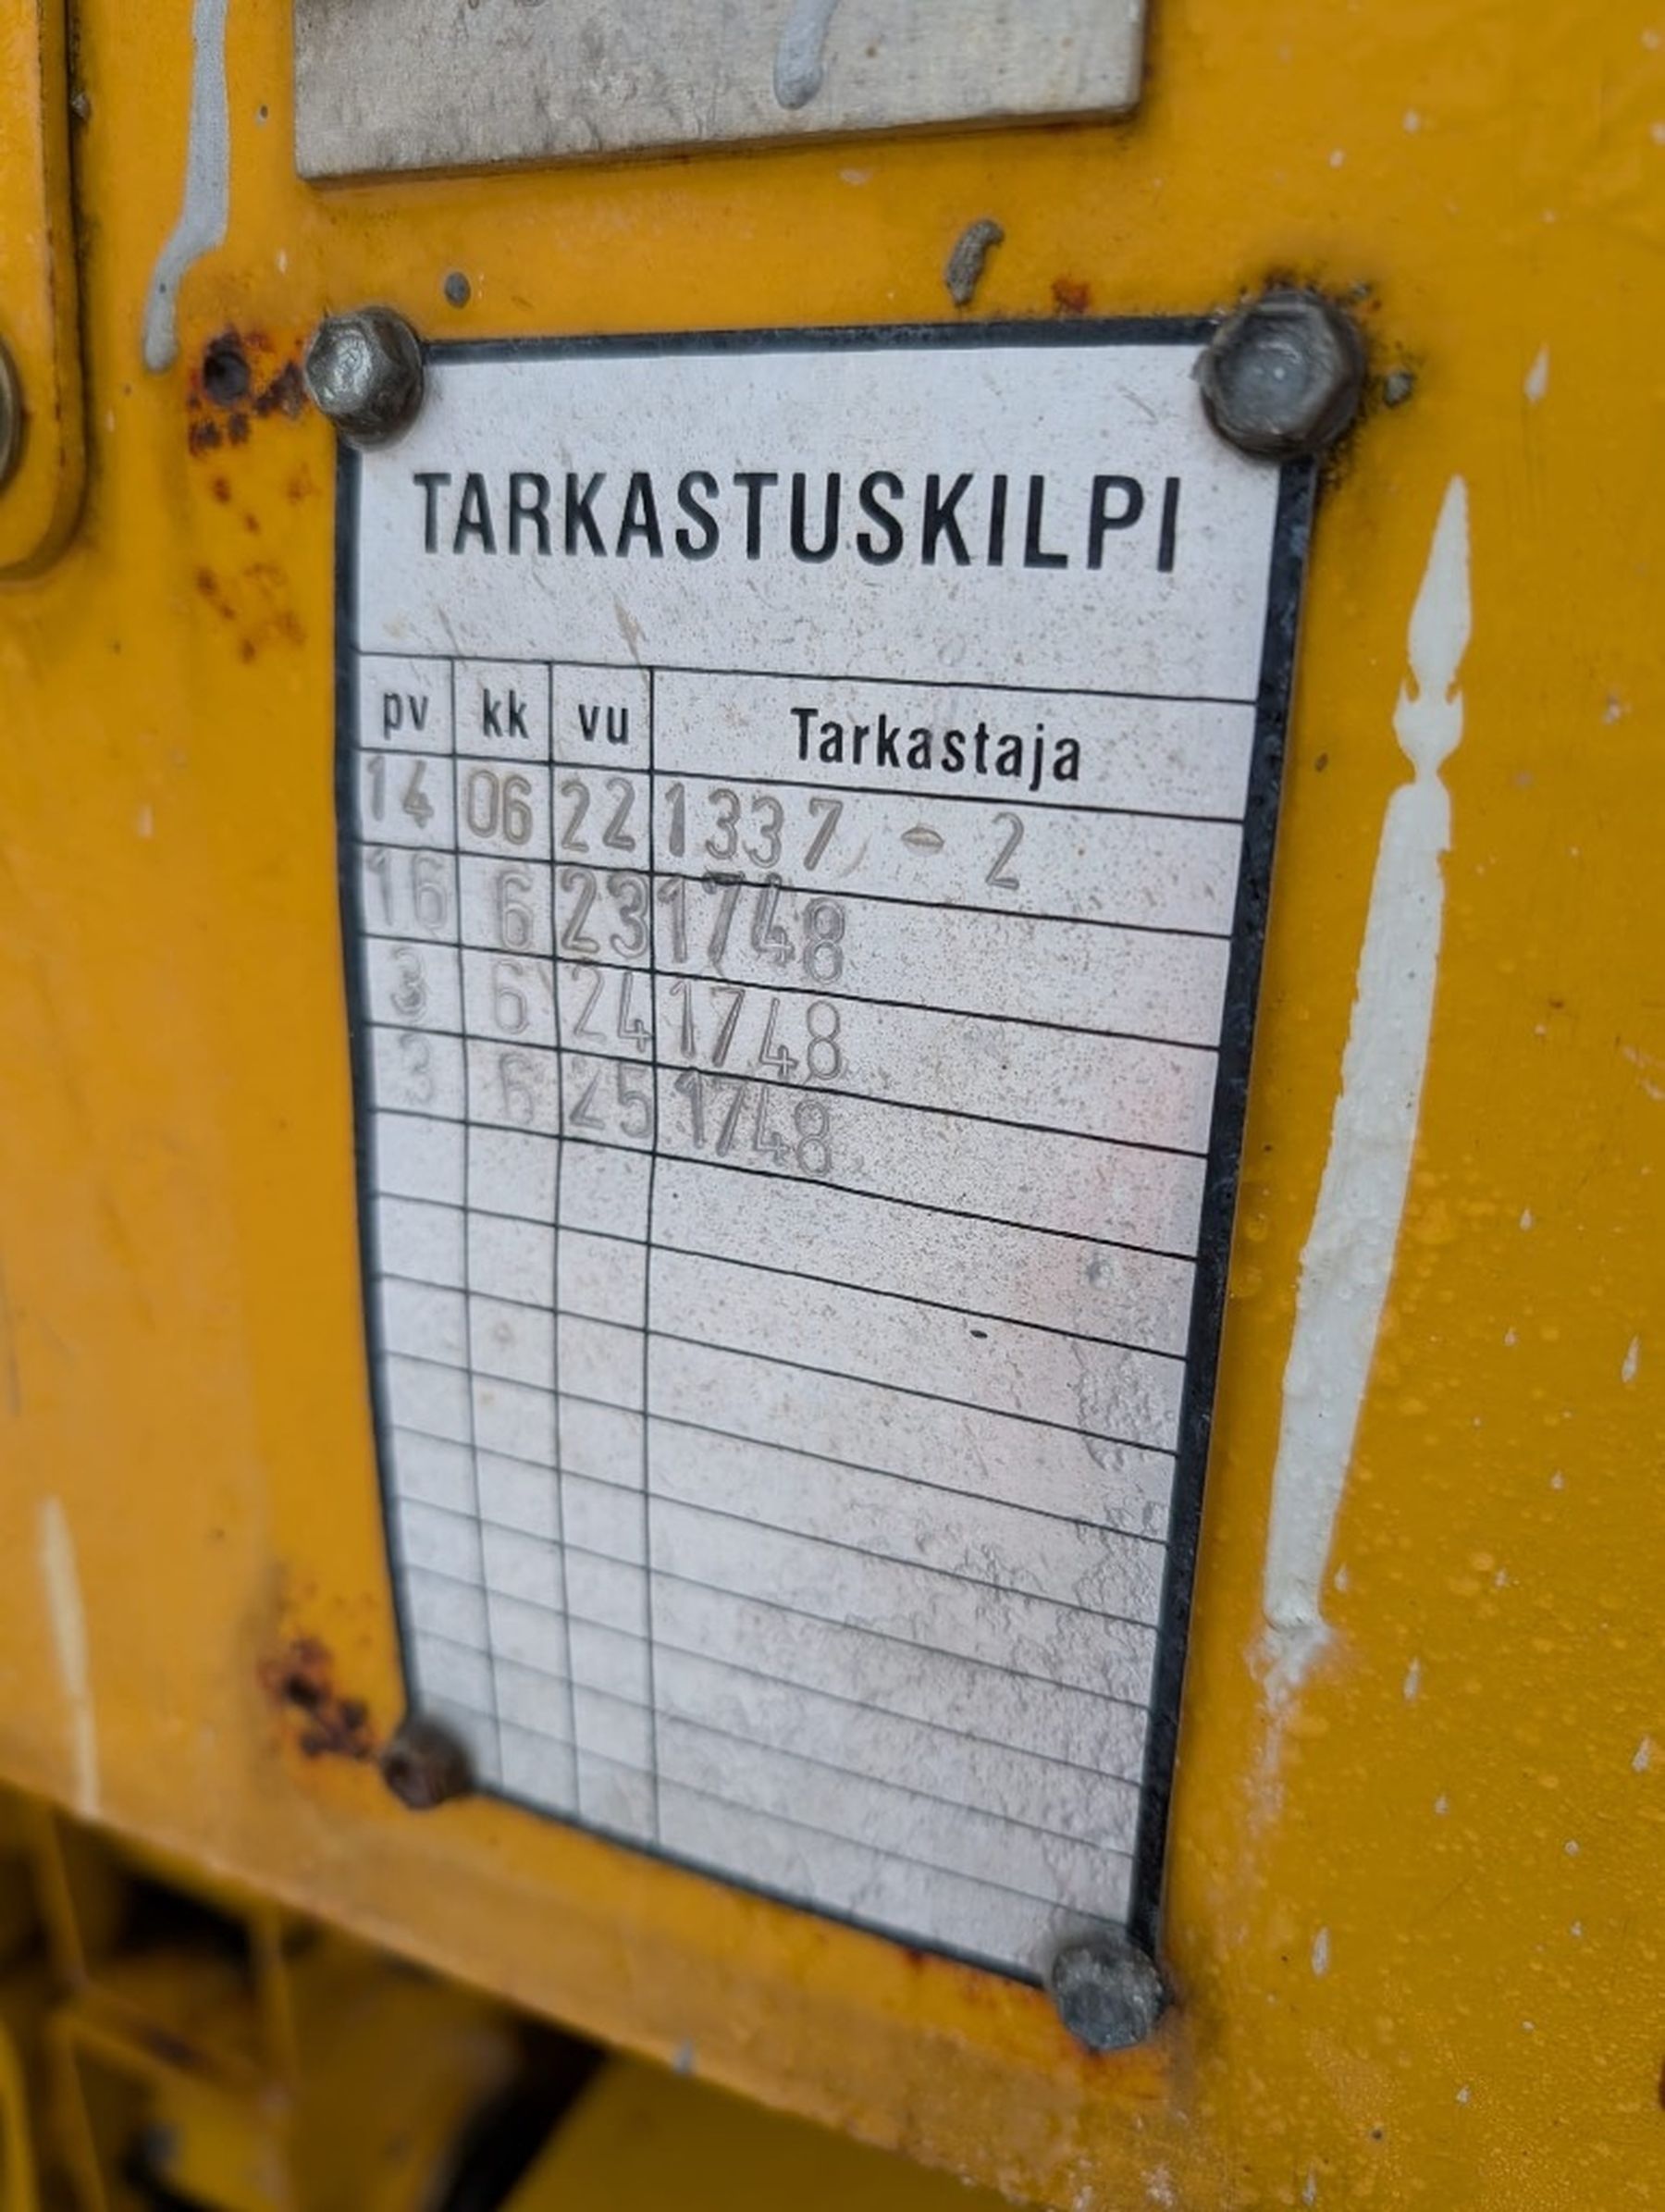 TARKASTUSKILPI
pv kk vu Tarkastaja
14 06 22 1337 - 2
16 6 23 1748
3 6 24 1748
3 6 25 1748